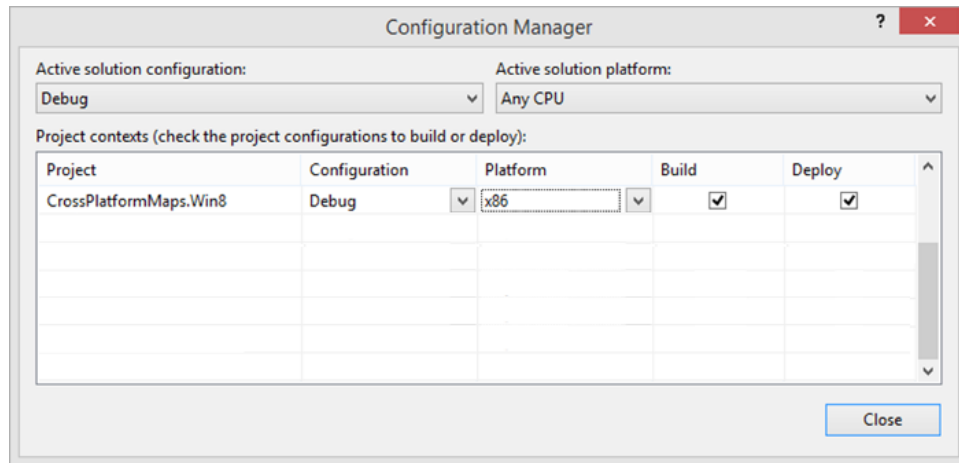 Configuration Manager
?
Active solution configuration: Active solution platform:
Debug Any CPU
Project contexts (check the project configurations to build or deploy):
Project Configuration Platform Build Deploy
CrossPlatformMaps.Win8 Debug x86
Close